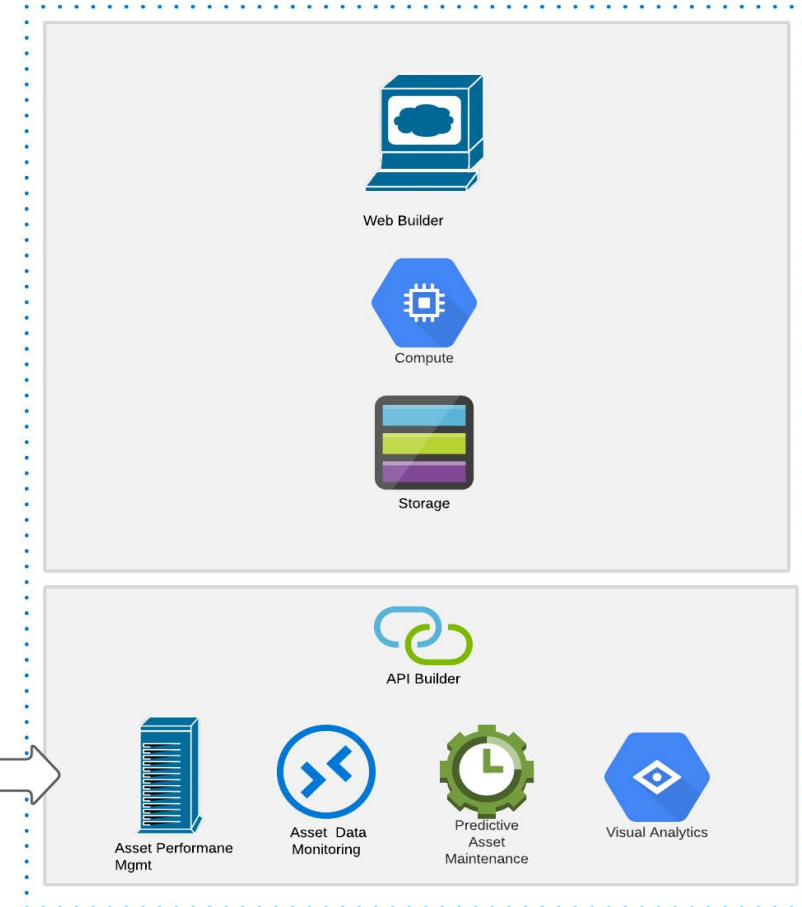 Web Builder
Compute
Storage
API Builder
Asset Performane
Mgmt
Asset Data
Monitoring
Predictive
Asset
Maintenance
Visual Analytics